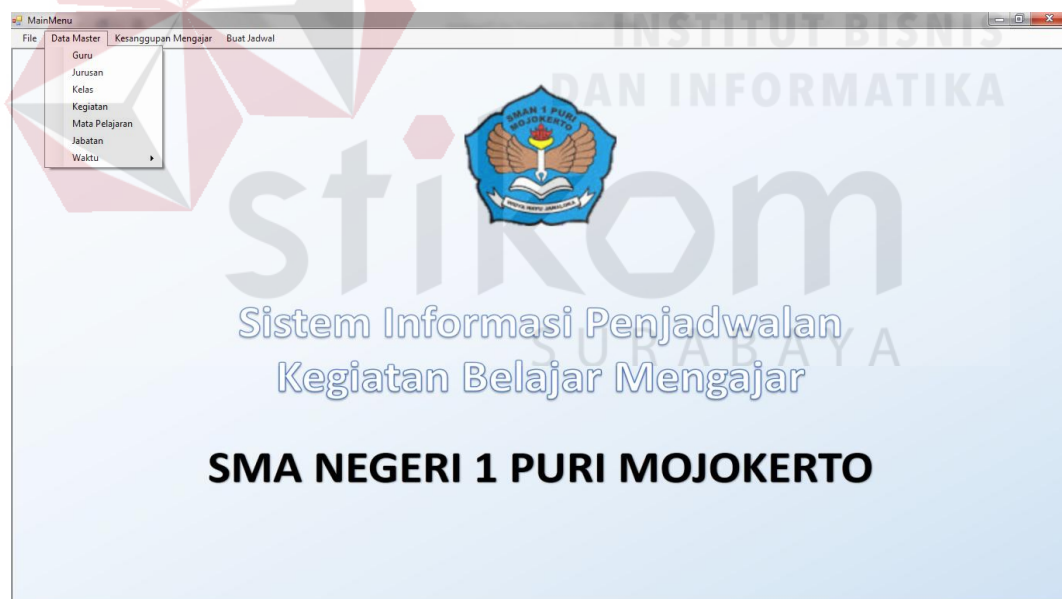 MainMenu
File Data Master Kesanggupan Mengajar Buat Jadwal
Guru
Jurusan
Kelas
Kegiatan
Mata Pelajaran
Jabatan
Waktu
INSTITUT BISNIS
DAN INFORMATIKA
stikom
SURABAYA
SMAN 1 PURI
MOJOKERTO
Sistem Informasi Penjadwalan
Kegiatan Belajar Mengajar
SMA NEGERI 1 PURI MOJOKERTO